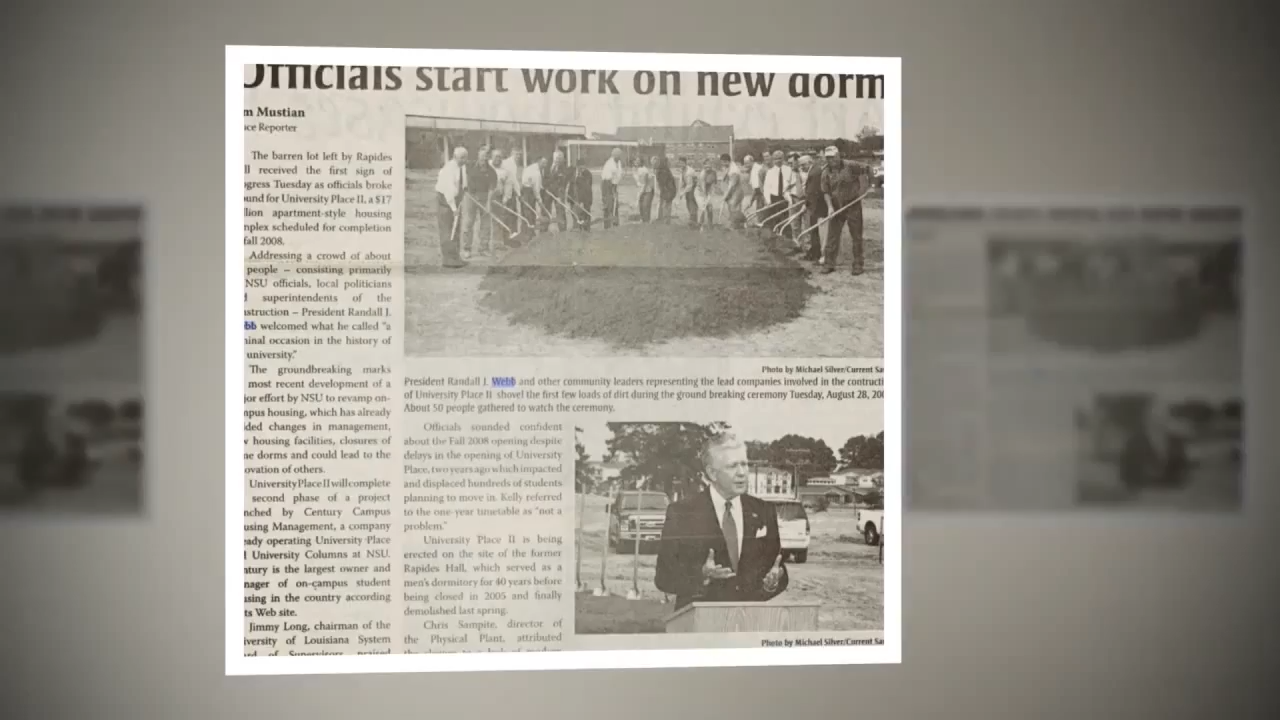 Officials start work on new dorm
m Mustian
ce Reporter
The barren lot left by Rapides
ll received the first sign of
gress Tuesday as officials broke
und for University Place II, a $17
llion apartment-style housing
mplex scheduled for completion
fall 2008.
Addressing a crowd of about
people – consisting primarily
NSU officials, local politicians
d superintendents of the
struction – President Randall J.
bb welcomed what he called "a
minal occasion in the history of
university."
The groundbreaking marks
most recent development of a
jor effort by NSU to revamp on-
mpus housing, which has already
ded changes in management,
w housing facilities, closures of
me dorms and could lead to the
ovation of others.
University Place II will complete
second phase of a project
nched by Century Campus
using Management, a company
eady operating University Place
d University Columns at NSU.
ntury is the largest owner and
nager of on-campus student
using in the country according
ts Web site.
Jimmy Long, chairman of the
iversity of Louisiana System
rd of Supervisors praised
Photo by Michael Silver/Current Sa
President Randall J. Webb and other community leaders representing the lead companies involved in the contructi
of University Place II shovel the first few loads of dirt during the ground breaking ceremony Tuesday, August 28, 200
About 50 people gathered to watch the ceremony.
Officials sounded confident
about the Fall 2008 opening despite
delays in the opening of University
Place, two years ago which impacted
and displaced hundreds of students
planning to move in. Kelly referred
to the one-year timetable as "not a
problem."
University Place II is being
erected on the site of the former
Rapides Hall, which served as a
men's dormitory for 40 years before
being closed in 2005 and finally
demolished last spring.
Chris Sampite, director of
the Physical Plant, attributed
Photo by Michael Silver/Current Sa